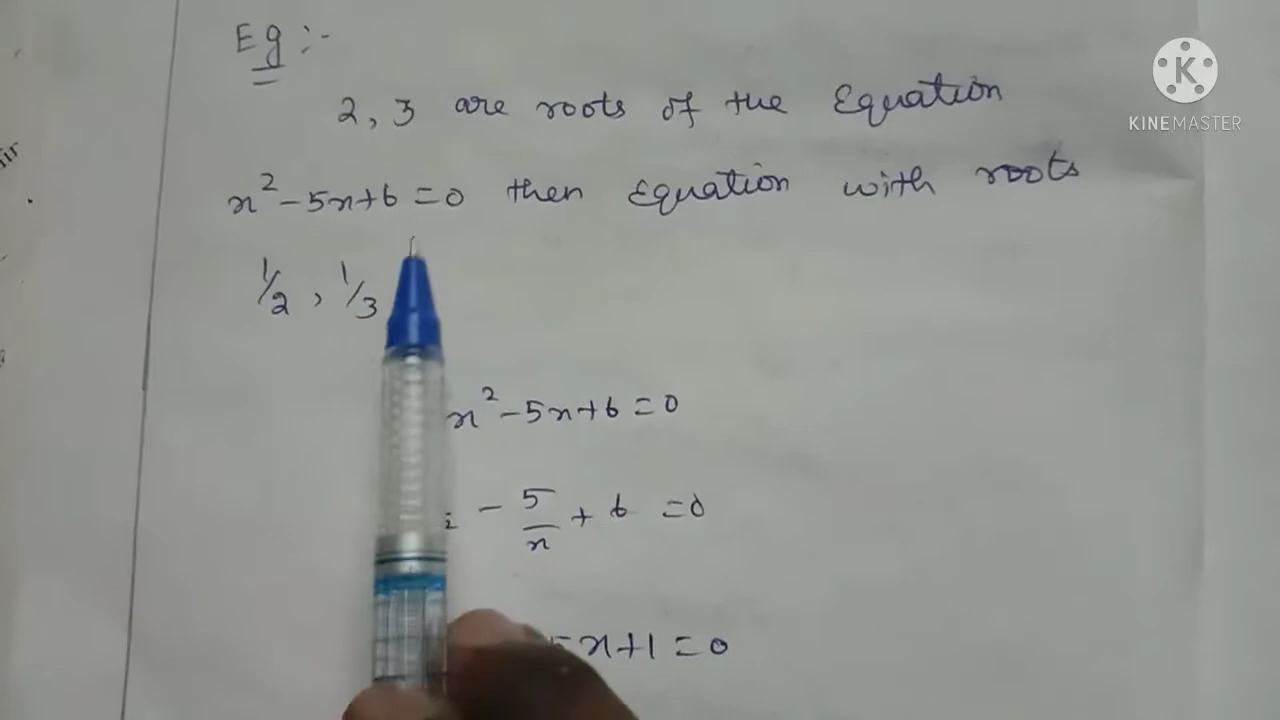 Eg :-
2, 3 are roots of the Equation
x² - 5x + 6 = 0 then Equation with roots
1/2 , 1/3
x² - 5x + 6 = 0
- 5/x + 6 = 0
x + 1 = 0
KINEMASTER